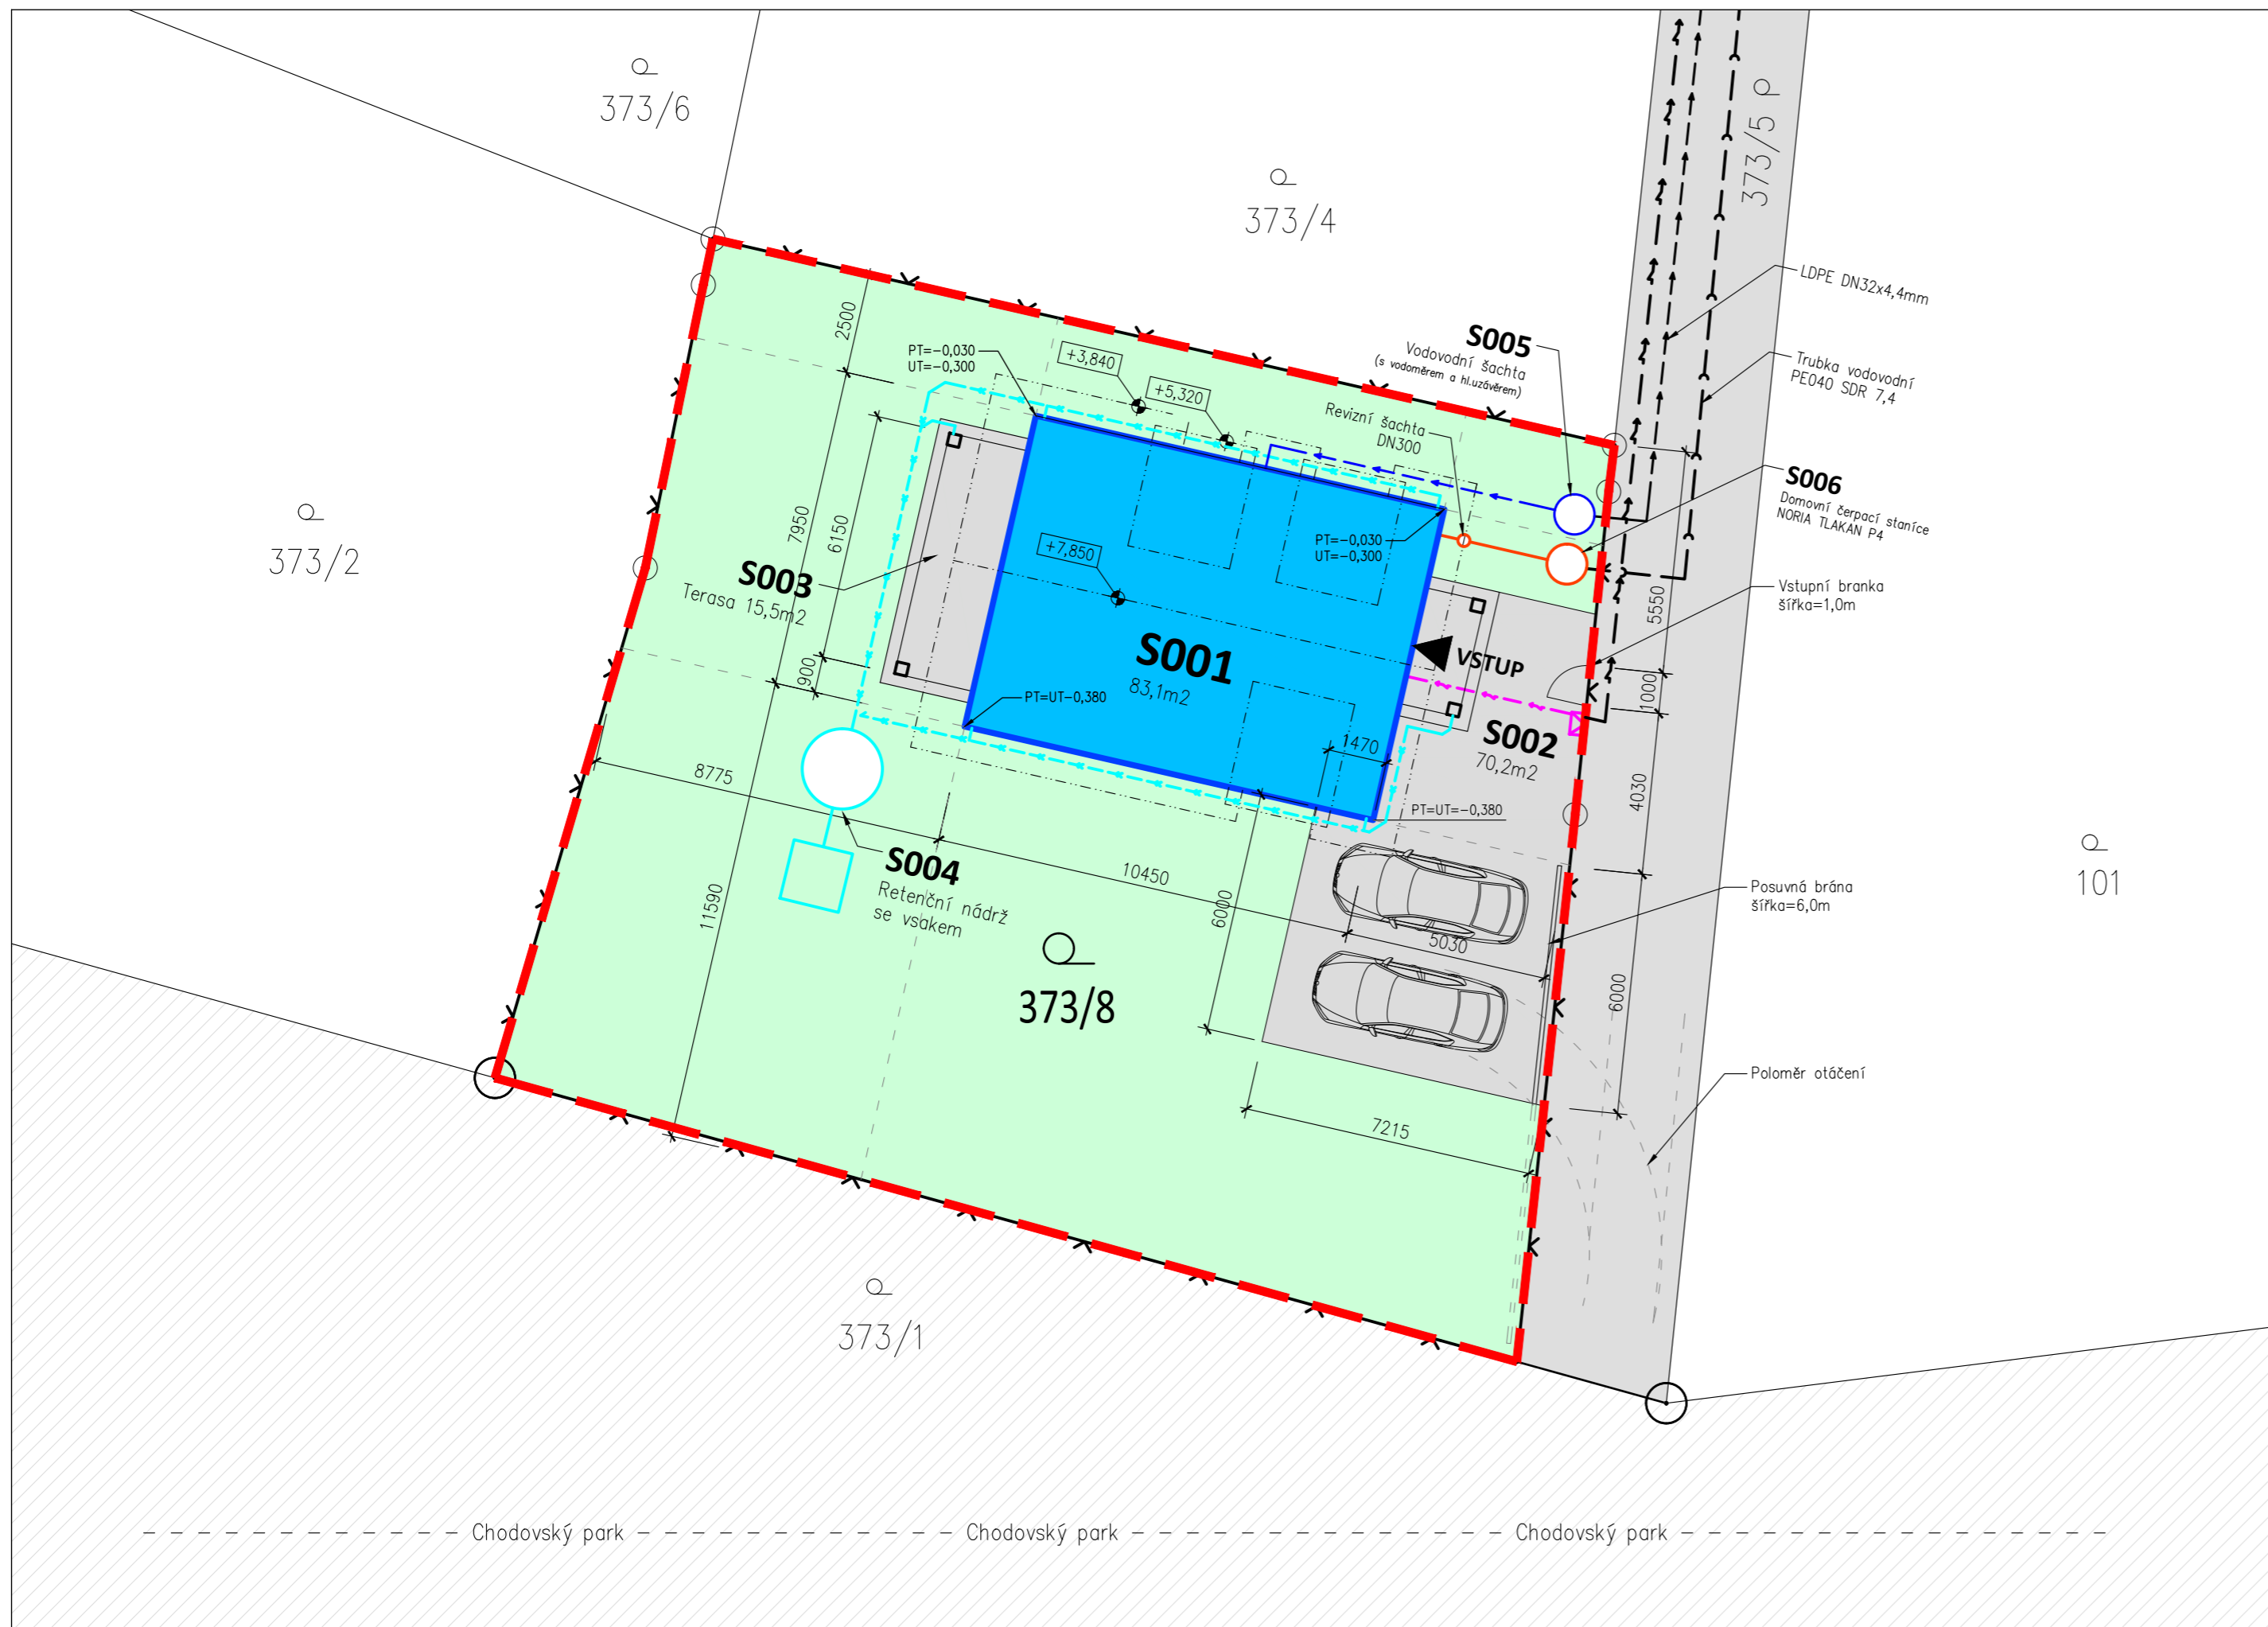 373/6
373/5
373/4
LDPE DN32x4,4mm
Trubka vodovodní
PE040 SDR 7,4
S005
Vodovodní šachta
(s vodoměrem a hl.uzávěrem)
2500
PT=-0,030
UT=-0,300
+3,840
+5,320
Revizní šachta
DN300
S006
Domovní čerpací staníce
NORIA TLAKAN P4
373/2
7950
6150
PT=-0,030
UT=-0,300
+7,850
S003
Terasa 15,5m2
Vstupní branka
šířka=1,0m
5550
S001
83,1m2
VSTUP
900
PT=UT-0,380
1000
S002
70,2m2
1470
8775
4030
PT=UT=-0,380
S004
Retenční nádrž
se vsakem
10450
101
Posuvná brána
šířka=6,0m
11590
6000
5030
373/8
6000
Poloměr otáčení
7215
373/1
Chodovský park
Chodovský park
Chodovský park